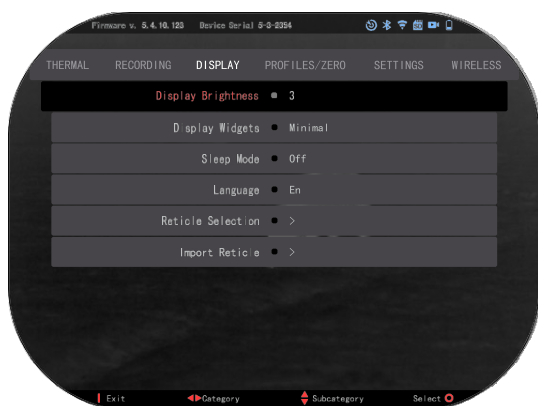 Firmware v. 5.4.10.123 Device Serial 5-3-2354
THERMAL RECORDING DISPLAY PROFILES/ZERO SETTINGS WIRELESS
Display Brightness 3
Display Widgets Minimal
Sleep Mode Off
Language En
Reticle Selection >
Import Reticle >
Exit Category Subcategory Select